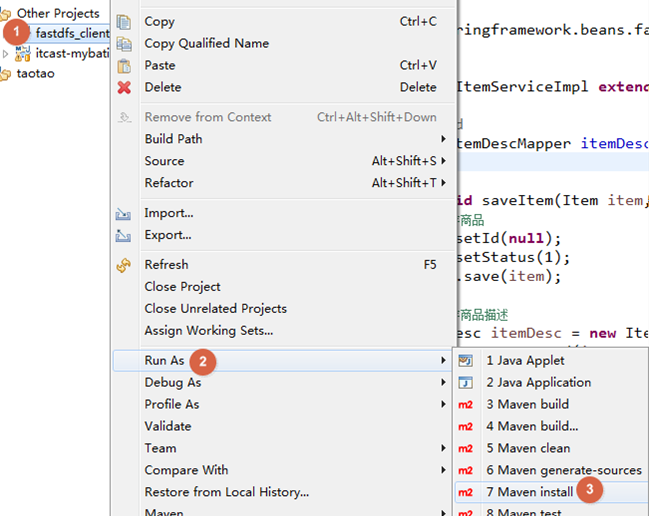 Other Projects
1
fastdfs_client
itcast-mybati
taotao
Copy Ctrl+C
Copy Qualified Name
Paste Ctrl+V
Delete Delete
Remove from Context Ctrl+Alt+Shift+Down
Build Path
Source Alt+Shift+S
Refactor Alt+Shift+T
Import...
Export...
Refresh F5
Close Project
Close Unrelated Projects
Assign Working Sets...
Run As 2
Debug As
Profile As
Validate
Team
Compare With
Restore from Local History...
Maven
ringframework.beans.fa
ItemServiceImpl extend
temDescMapper itemDesc
id saveItem(Item item,
商品
setId(null);
setStatus(1);
.save(item);
商品描述
esc itemDesc = new Ite
1 Java Applet
2 Java Application
m2 3 Maven build
m2 4 Maven build...
m2 5 Maven clean
m2 6 Maven generate-sources
m2 7 Maven install 3
m2 8 Maven test